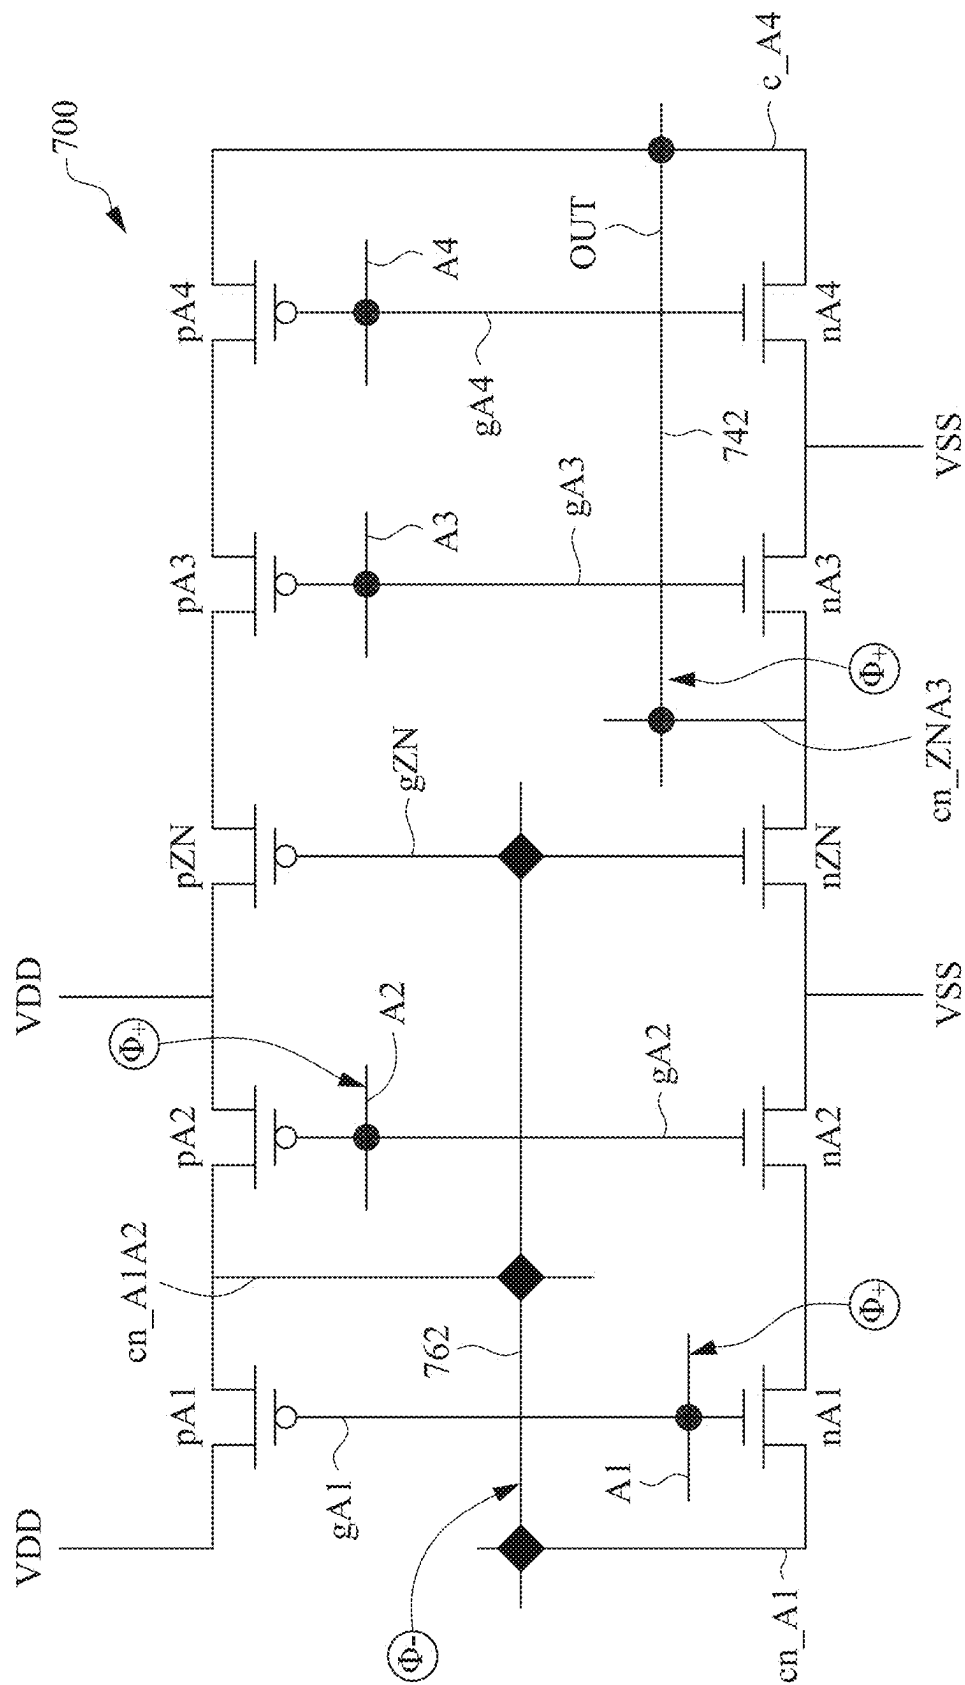 700
VDD
VDD
pA1
cn_A1A2
pA2
pZN
pA3
pA4
Φ+
A2
gZN
A3
A4
gA4
OUT
c_A4
Φ-
gA1
762
gA2
gA3
742
A1
Φ+
Φ+
cn_A1
nA1
nA2
nZN
cn_ZNA3
nA3
nA4
VSS
VSS